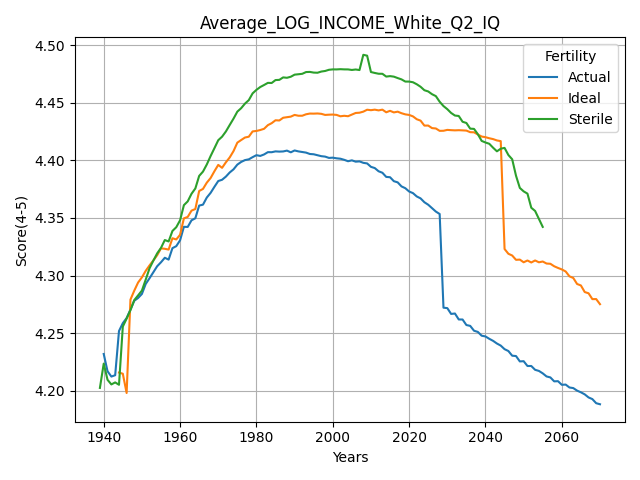 Average_LOG_INCOME_White_Q2_IQ
Fertility
Actual
Ideal
Sterile
Score(4-5)
4.50
4.45
4.40
4.35
4.30
4.25
4.20
1940
1960
1980
2000
2020
2040
2060
Years